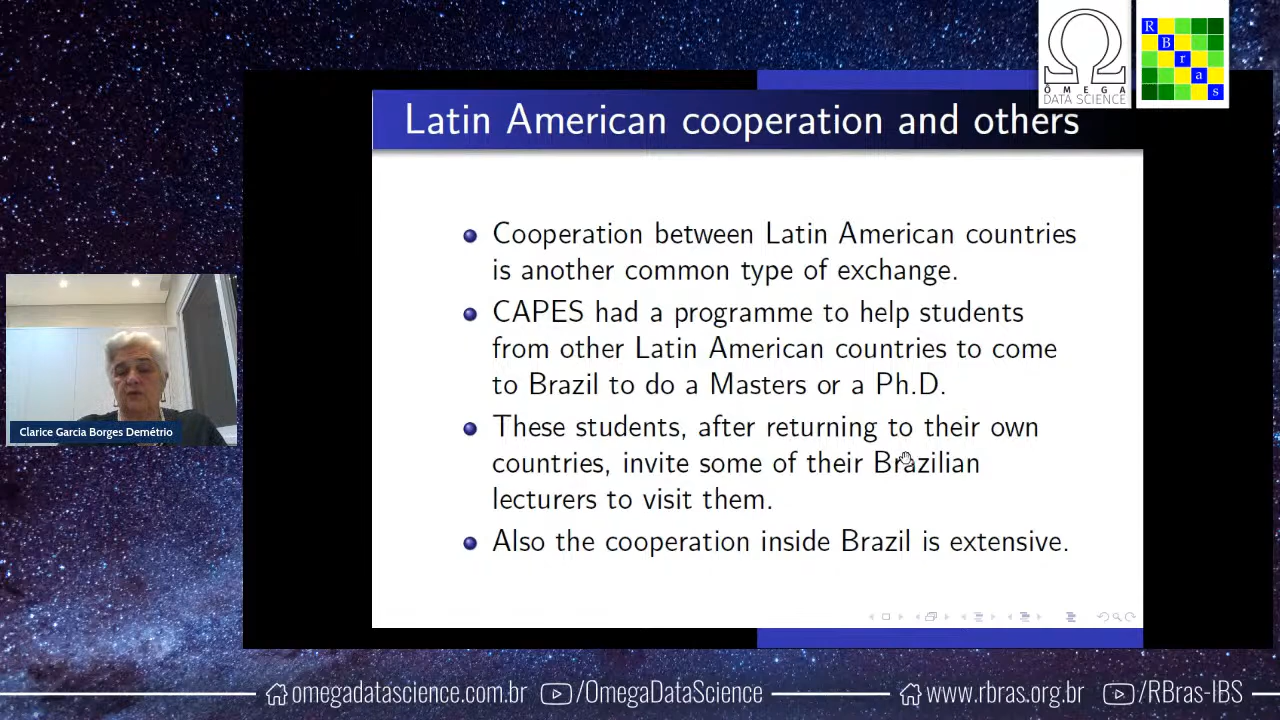 Ω
ÔMEGA
DATA SCIENCE
R
B
r
a
s
Latin American cooperation and others
Cooperation between Latin American countries
is another common type of exchange.
CAPES had a programme to help students
from other Latin American countries to come
to Brazil to do a Masters or a Ph.D.
These students, after returning to their own
countries, invite some of their Brazilian
lecturers to visit them.
Also the cooperation inside Brazil is extensive.
Clarice Garcia Borges Demétrio
omegadatascience.com.br
/OmegaDataScience
www.rbras.org.br
/RBras-IBS